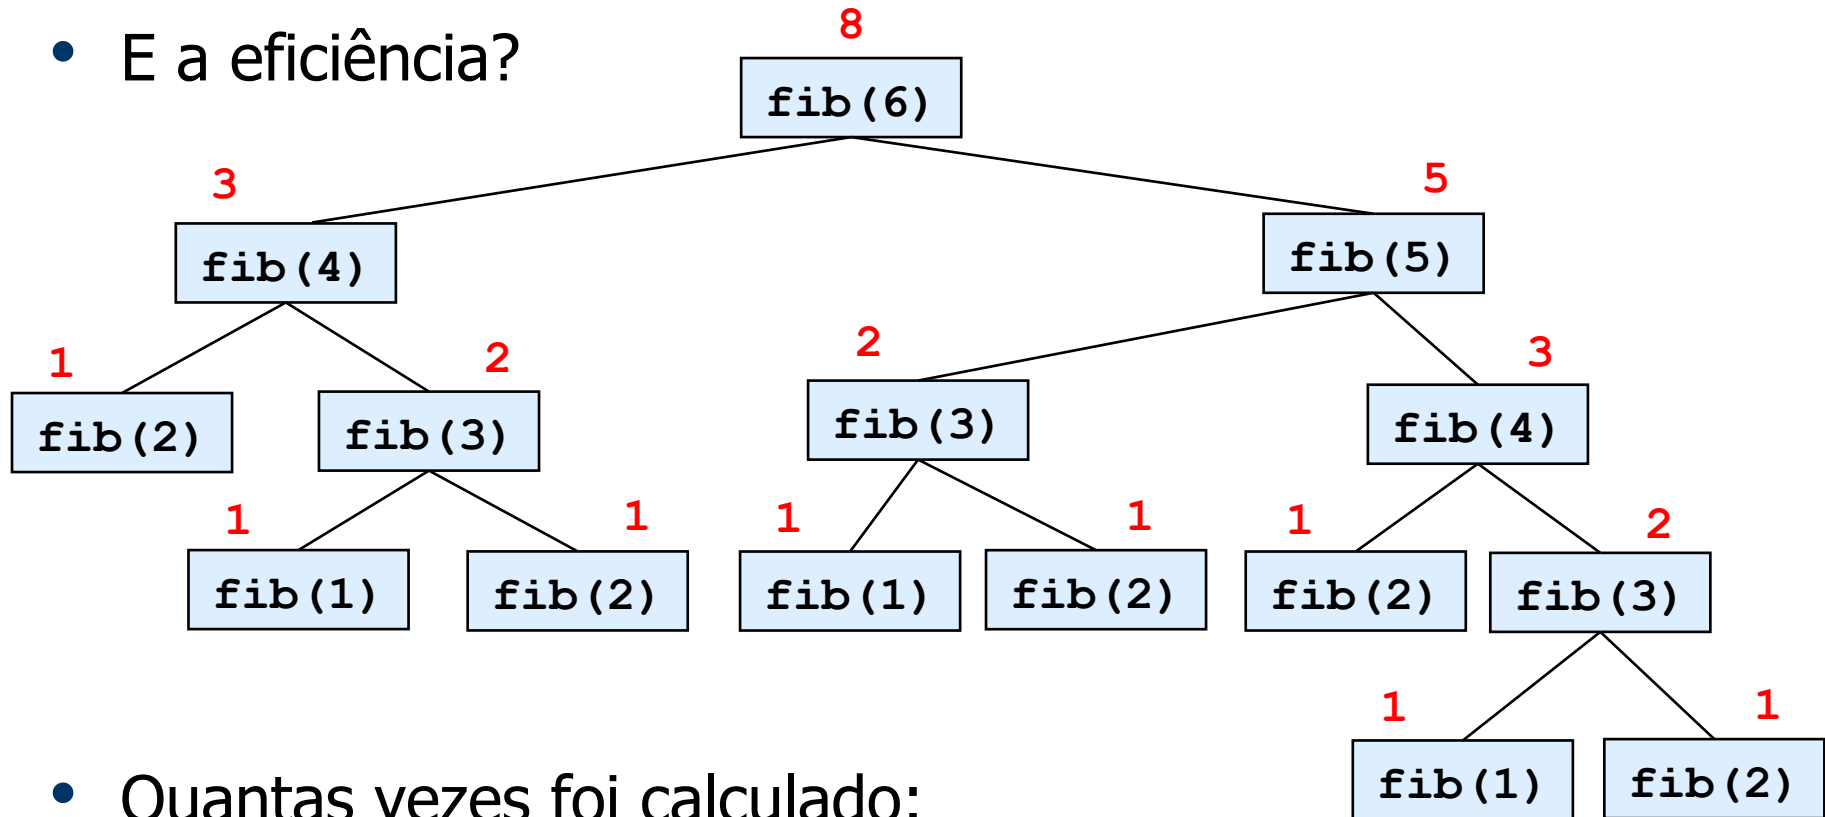 • E a eficiência?
8
fib(6)
3 5
fib(4) fib(5)
1 2 2 3
fib(2) fib(3) fib(3) fib(4)
1 1 1 1 1 2
fib(1) fib(2) fib(1) fib(2) fib(2) fib(3)
1 1
fib(1) fib(2)
• Quantas vezes foi calculado: